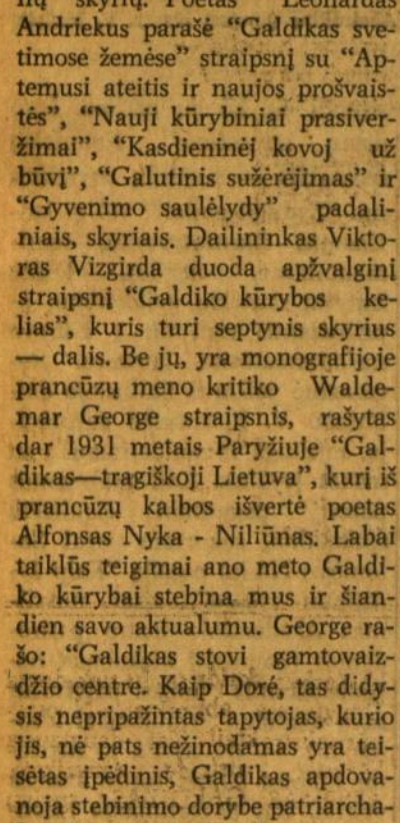 nų skyrių. Poetas Leonardas
Andriekus parašė “Galdikas sve-
timose žemėse” straipsnį su “Ap-
temusi ateitis ir naujos prošvais-
tės”, “Nauji kūrybiniai prasiver-
žimai”, “Kasdieninėj kovoj už
būvį”, “Galutinis sužėrėjimas” ir
“Gyvenimo saulėlydy” padali-
niais, skyriais. Dailininkas Vikto-
ras Vizgirda duoda apžvalginį
straipsnį “Galdiko kūrybos ke-
lias”, kuris turi septynis skyrius
— dalis. Be jų, yra monografijoje
prancūzų meno kritiko Walde-
mar George straipsnis, rašytas
dar 1931 metais Paryžiuje “Gal-
dikas—tragiškoji Lietuva”, kurį iš
prancūzų kalbos išvertė poetas
Alfonsas Nyka - Niliūnas. Labai
taiklūs teigimai ano meto Galdi-
ko kūrybai stebina mus ir šian-
dien savo aktualumu. George ra-
šo: “Galdikas stovi gamtovaiz-
džio centre. Kaip Doré, tas didy-
sis nepripažintas tapytojas, kurio
jis, nė pats nežinodamas yra tei-
sėtas įpėdinis, Galdikas apdova-
noja stebinimo dorybe patriarcha-